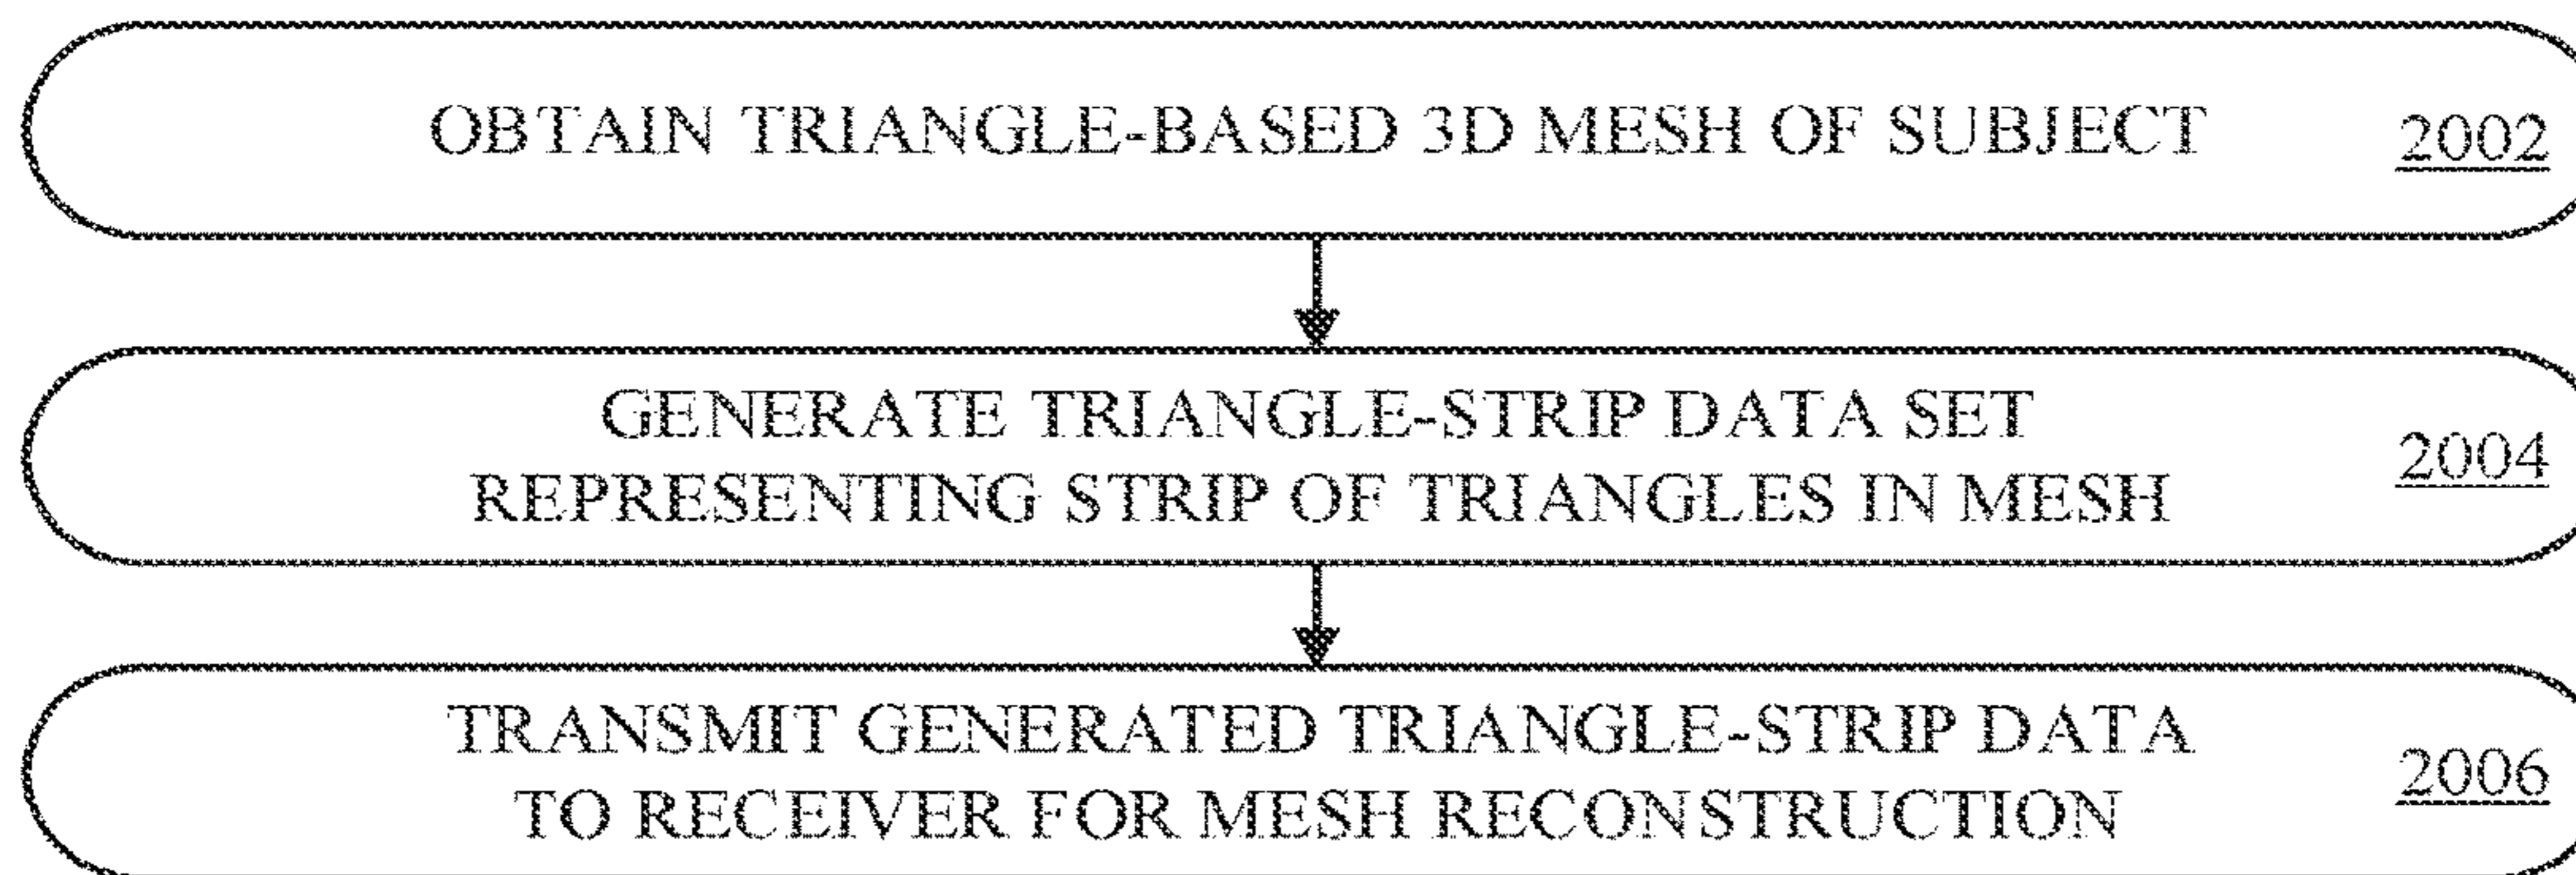 OBTAIN TRIANGLE-BASED 3D MESH OF SUBJECT 2002
GENERATE TRIANGLE-STRIP DATA SET
REPRESENTING STRIP OF TRIANGLES IN MESH
2004
TRANSMIT GENERATED TRIANGLE-STRIP DATA
TO RECEIVER FOR MESH RECONSTRUCTION
2006